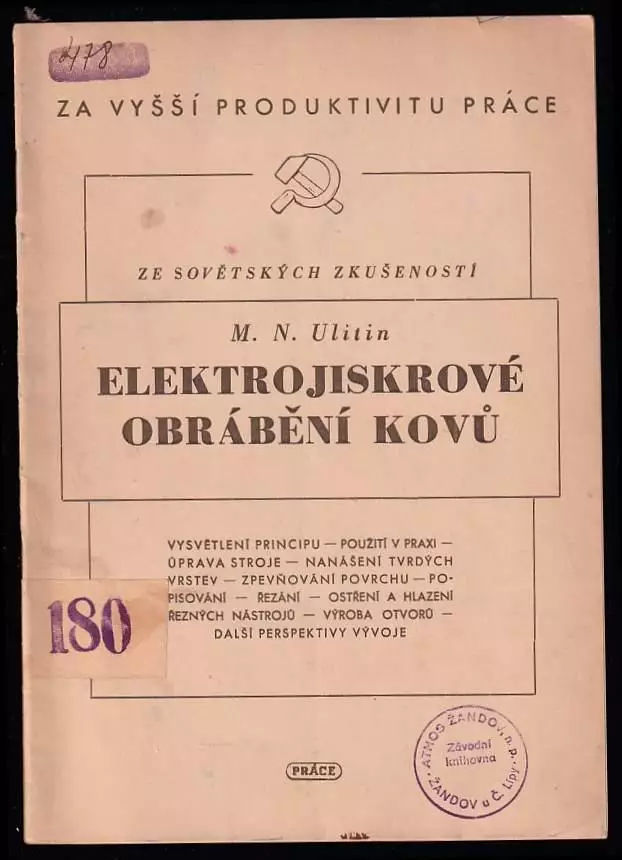 478
ZA VYŠŠÍ PRODUKTIVITU PRÁCE
ZE SOVĚTSKÝCH ZKUŠENOSTÍ
M. N. Ulitin
ELEKTROJISKROVÉ
OBRÁBĚNÍ KOVŮ
VYSVĚTLENÍ PRINCIPU — POUŽITÍ V PRAXI —
ÚPRAVA STROJE — NANÁŠENÍ TVRDÝCH
VRSTEV — ZPEVŇOVÁNÍ POVRCHU — PO-
PISOVÁNÍ — ŘEZÁNÍ — OSTŘENÍ A HLAZENÍ
ŘEZNÝCH NÁSTROJŮ — VÝROBA OTVORŮ —
DALŠÍ PERSPEKTIVY VÝVOJE
180
ATMOS ŽANDOV, n. p.
Závodní
knihovna
ŽANDOV u Č. Lípy
PRÁCE